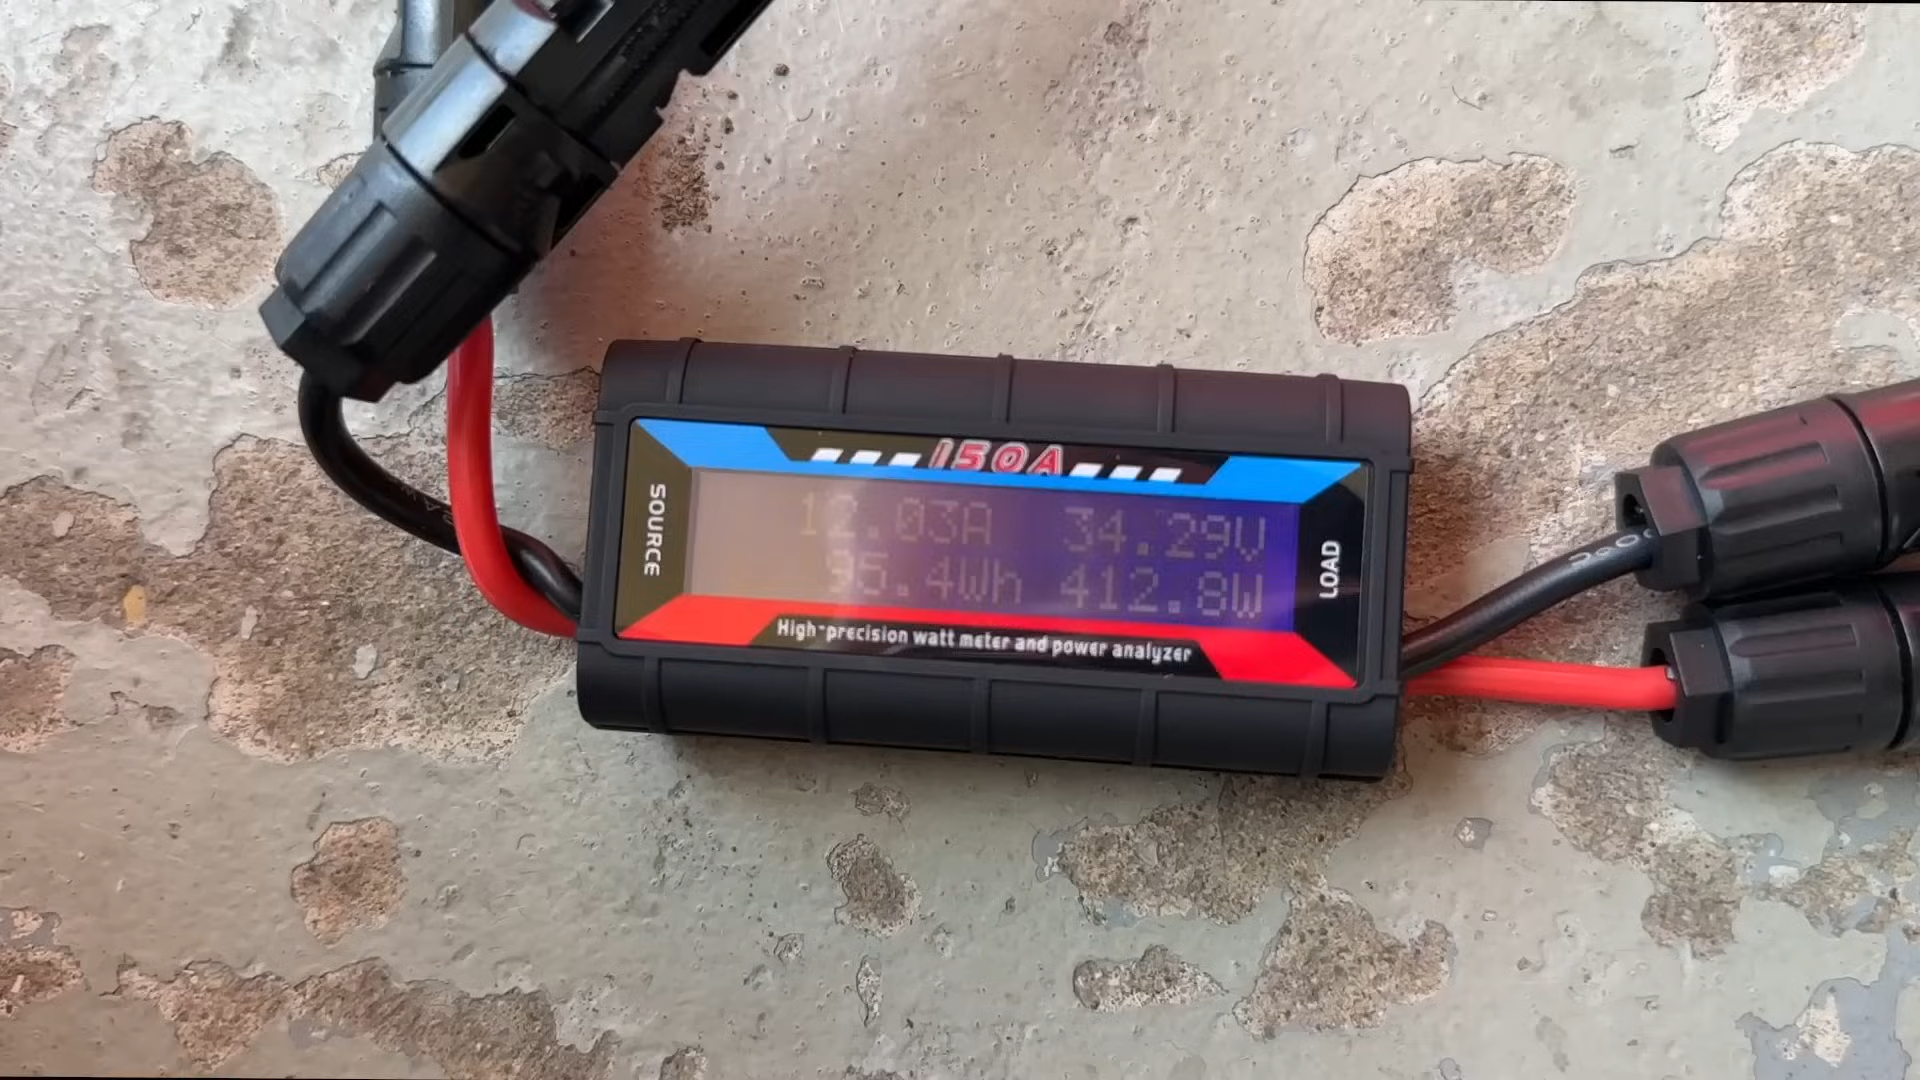 150A
SOURCE
12.03A 34.29V
95.4Wh 412.8W
LOAD
High-precision watt meter and power analyzer